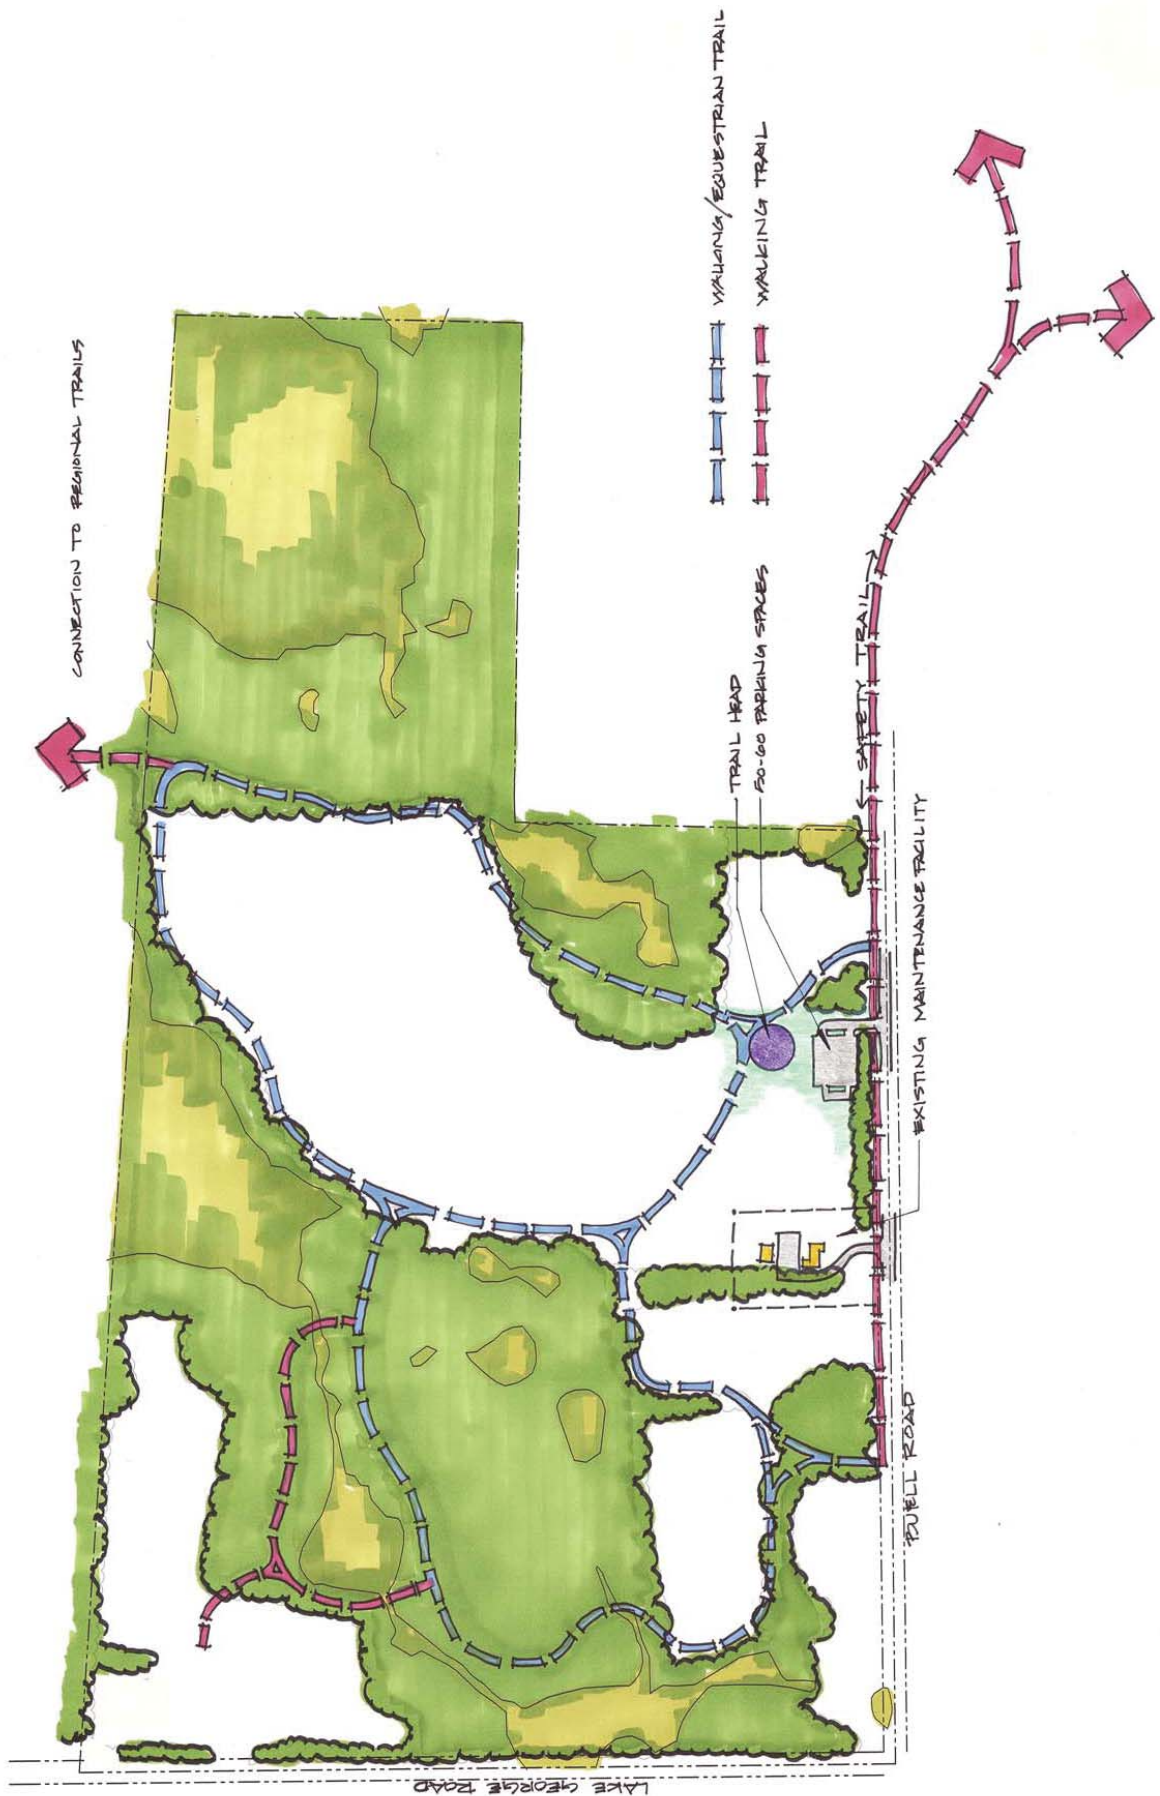 CONNECTION TO REGIONAL TRAILS
WALKING/EQUESTRIAN TRAIL
WALKING TRAIL
TRAIL HEAD
50-60 PARKING SPACES
SAFETY TRAIL
EXISTING MAINTENANCE FACILITY
BUELL ROAD
LAKE GEORGE ROAD